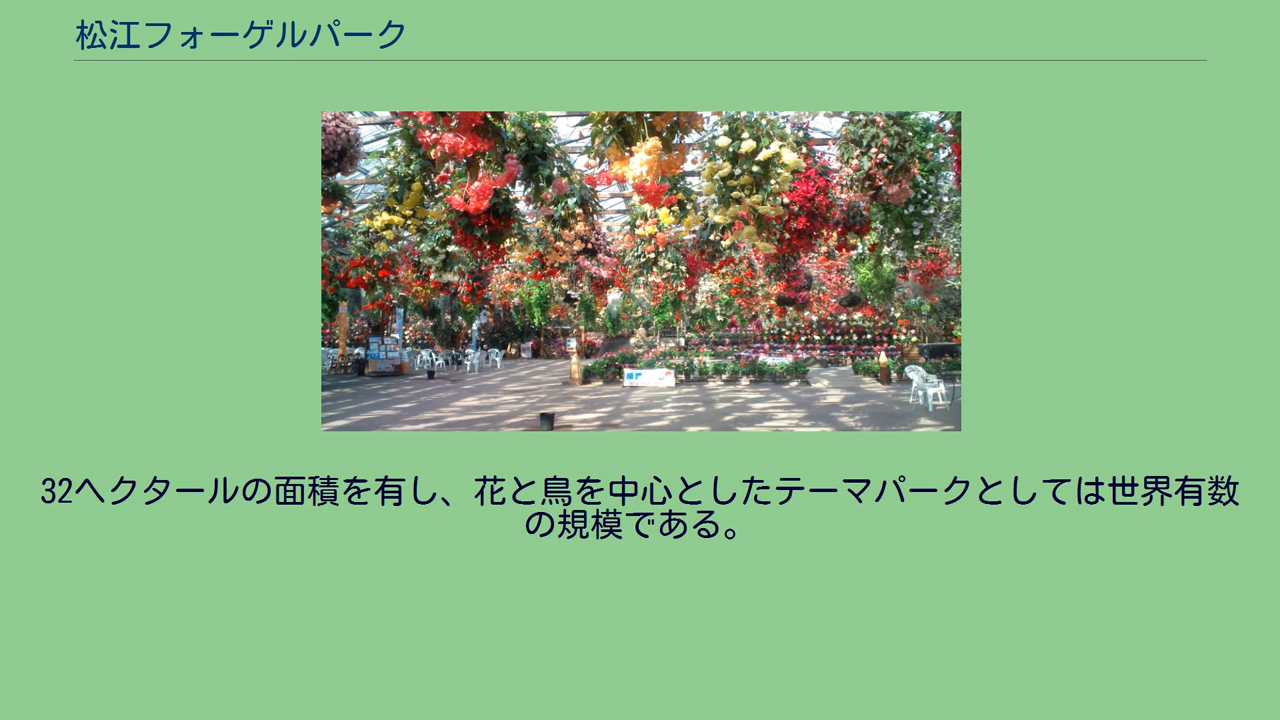 松江フォーゲルパーク
32ヘクタールの面積を有し、花と鳥を中心としたテーマパークとしては世界有数
の規模である。